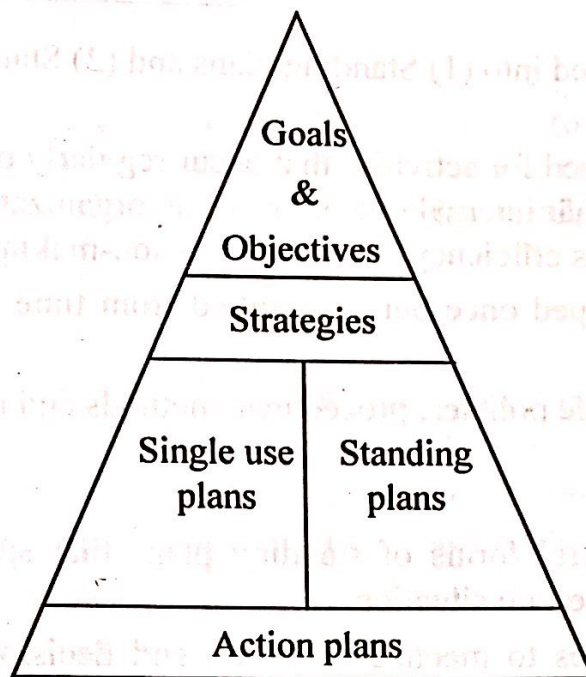 Goals
&
Objectives
Strategies
Single use
plans
Standing
plans
Action plans